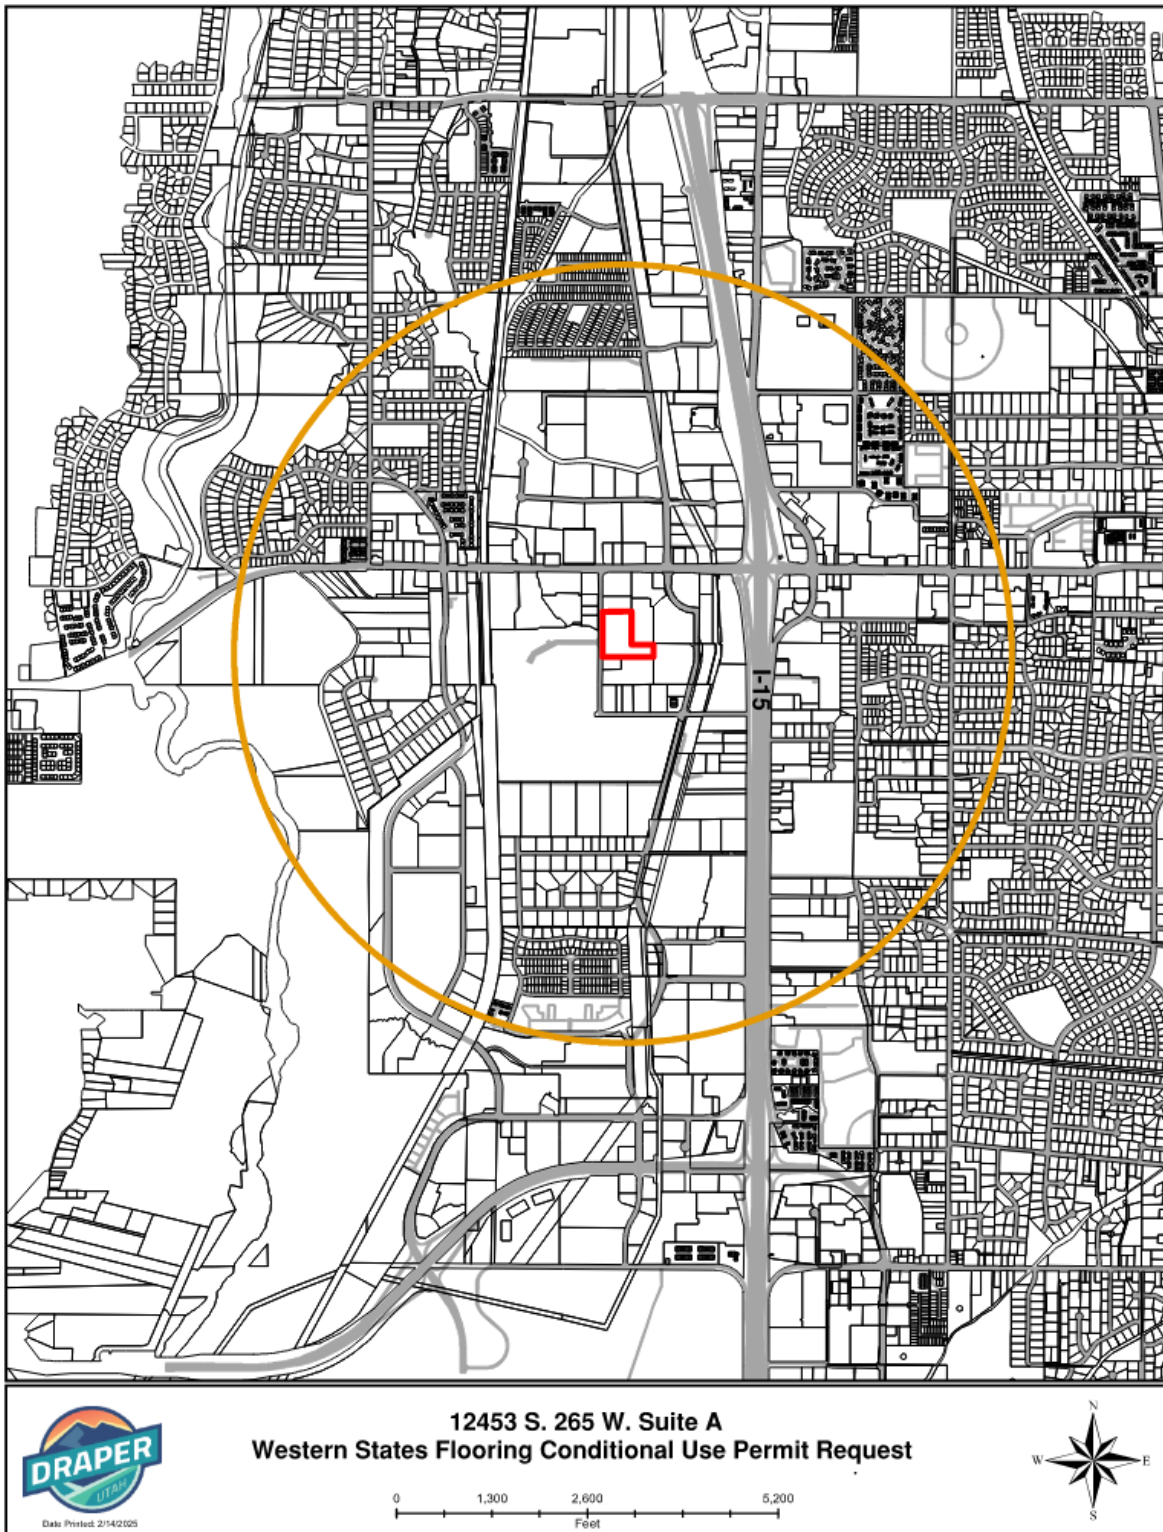 I-15
12453 S. 265 W. Suite A
Western States Flooring Conditional Use Permit Request
DRAPER
UTAH
Date Printed: 2/14/2025
0 1,300 2,600 5,200
Feet
N
W E
S